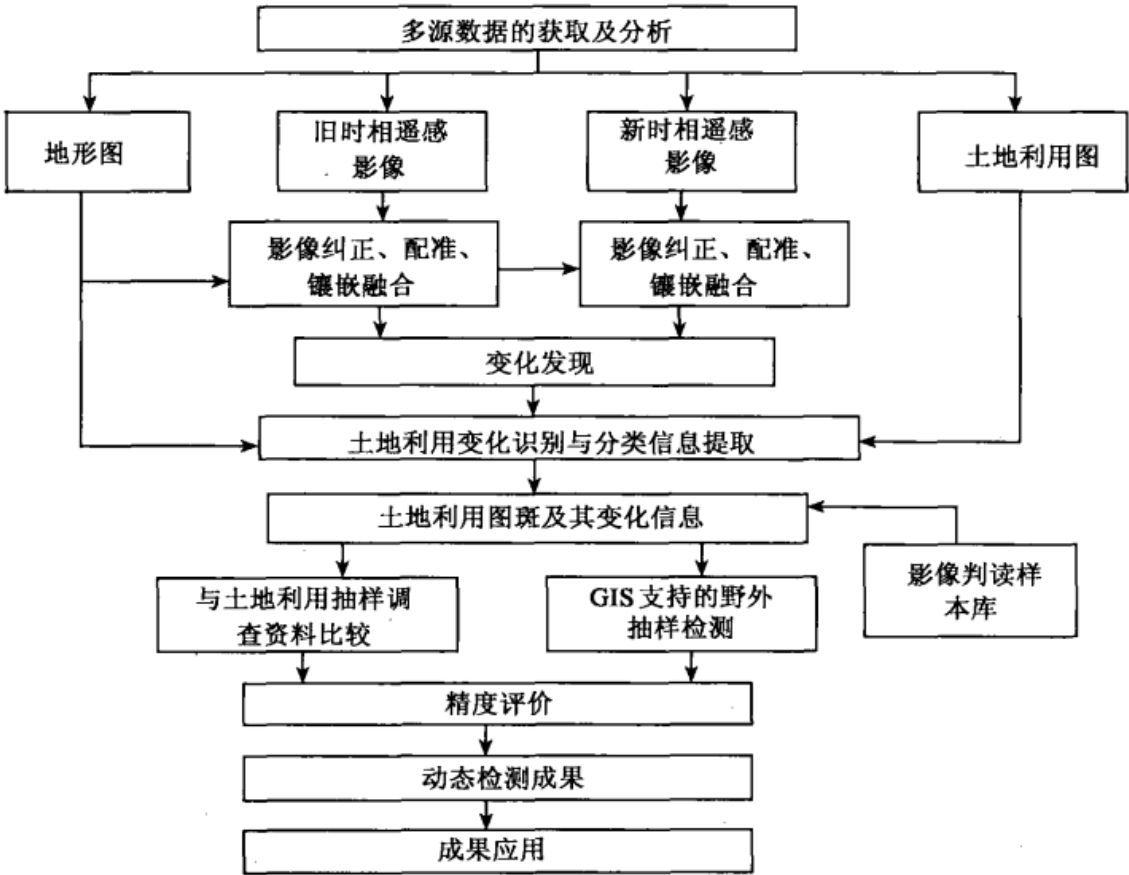 多源数据的获取及分析
地形图
旧时相遥感
影像
新时相遥感
影像
土地利用图
影像纠正、配准、
镶嵌融合
影像纠正、配准、
镶嵌融合
变化发现
土地利用变化识别与分类信息提取
土地利用图斑及其变化信息
与土地利用抽样调
查资料比较
GIS支持的野外
抽样检测
影像判读样
本库
精度评价
动态检测成果
成果应用